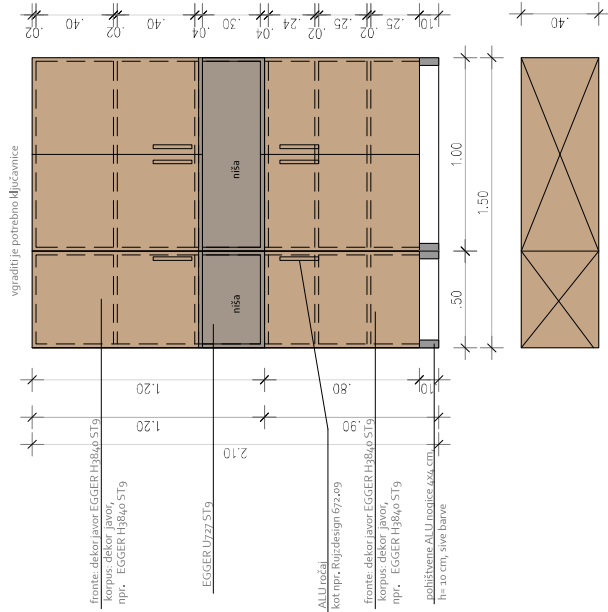 .02
.40
.02
.40
.04
.30
.04
.24
.02
.25
.02
.25
.10
.40
vgraditi je potrebno ključavnice
niša
niša
1.00
1.50
.50
1.20
.80
.10
1.20
.90
2.10
fronte: dekor javor EGGER H3840 ST9
korpus: dekor javor,
npr. EGGER H3840 ST9
EGGER U727 ST9
ALU ročaj
kot npr. Rujzdesign 672.09
fronte: dekor javor EGGER H3840 ST9
korpus: dekor javor,
npr. EGGER H3840 ST9
pohištvene ALU nogice 4x4 cm,
h= 10 cm, sive barve